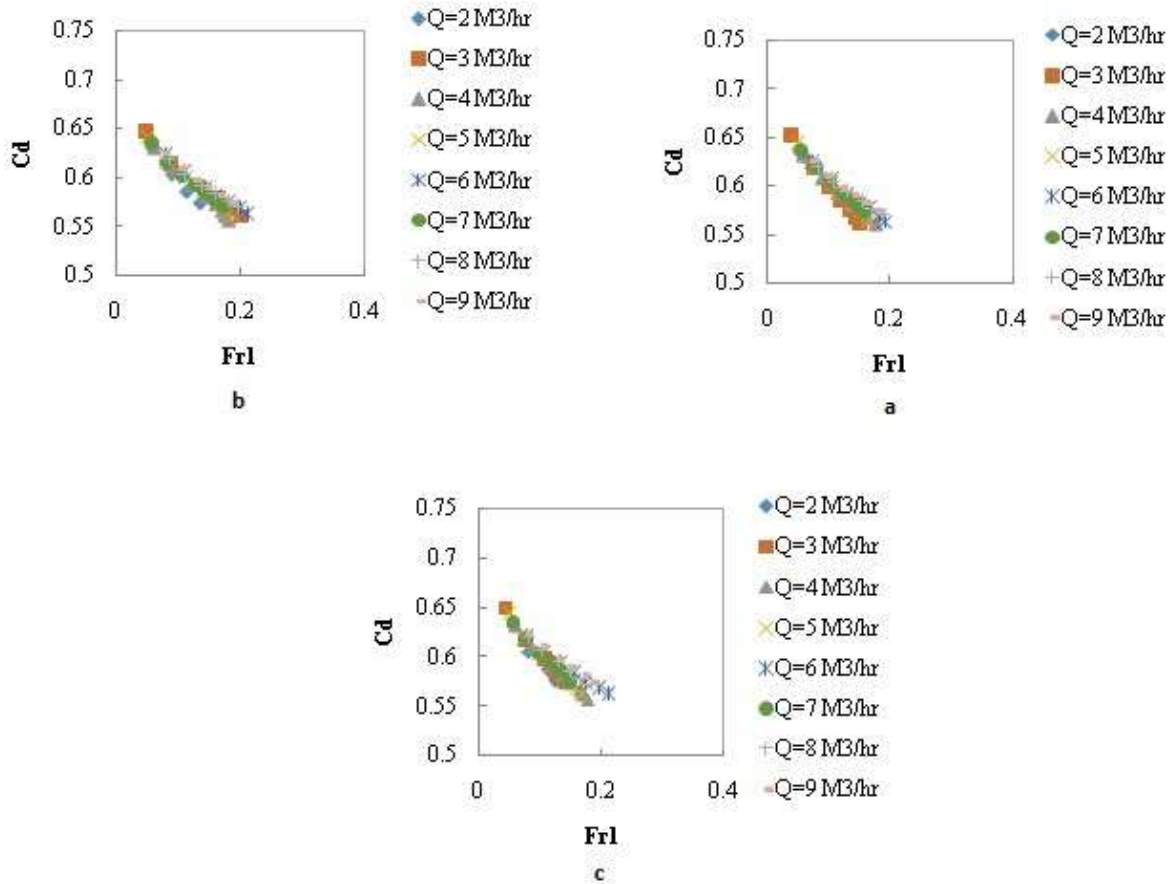 0.75
0.7
0.65
0.6
0.55
0.5
Cd
0
0.2
0.4
Fr1
b
Q=2 M3/hr
Q=3 M3/hr
Q=4 M3/hr
Q=5 M3/hr
Q=6 M3/hr
Q=7 M3/hr
Q=8 M3/hr
Q=9 M3/hr
0.75
0.7
0.65
0.6
0.55
0.5
Cd
0
0.2
0.4
Fr1
a
Q=2 M3/hr
Q=3 M3/hr
Q=4 M3/hr
Q=5 M3/hr
Q=6 M3/hr
Q=7 M3/hr
Q=8 M3/hr
Q=9 M3/hr
0.75
0.7
0.65
0.6
0.55
0.5
Cd
0
0.2
0.4
Fr1
c
Q=2 M3/hr
Q=3 M3/hr
Q=4 M3/hr
Q=5 M3/hr
Q=6 M3/hr
Q=7 M3/hr
Q=8 M3/hr
Q=9 M3/hr